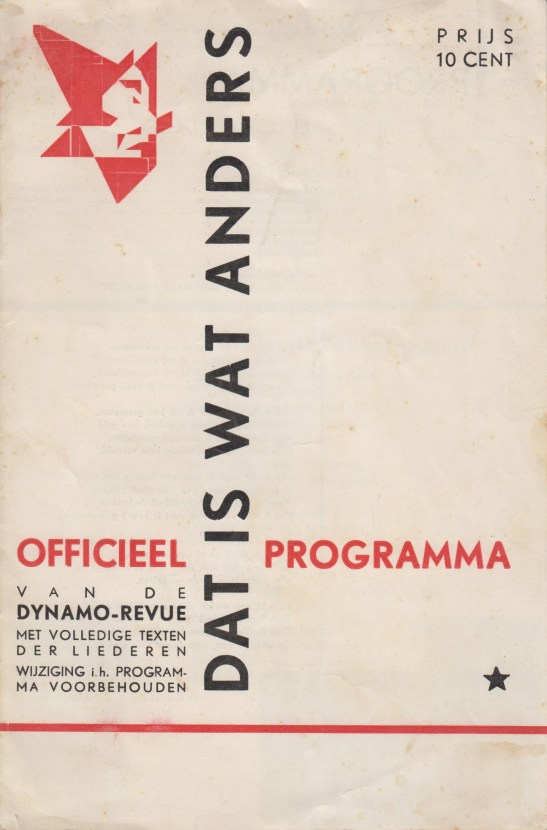 PRIJS
10 CENT
DAT IS WAT ANDERS
OFFICIEEL PROGRAMMA
VAN DE
DYNAMO-REVUE
MET VOLLEDIGE TEXTEN
DER LIEDEREN
WIJZIGING i.h. PROGRAM-
MA VOORBEHOUDEN